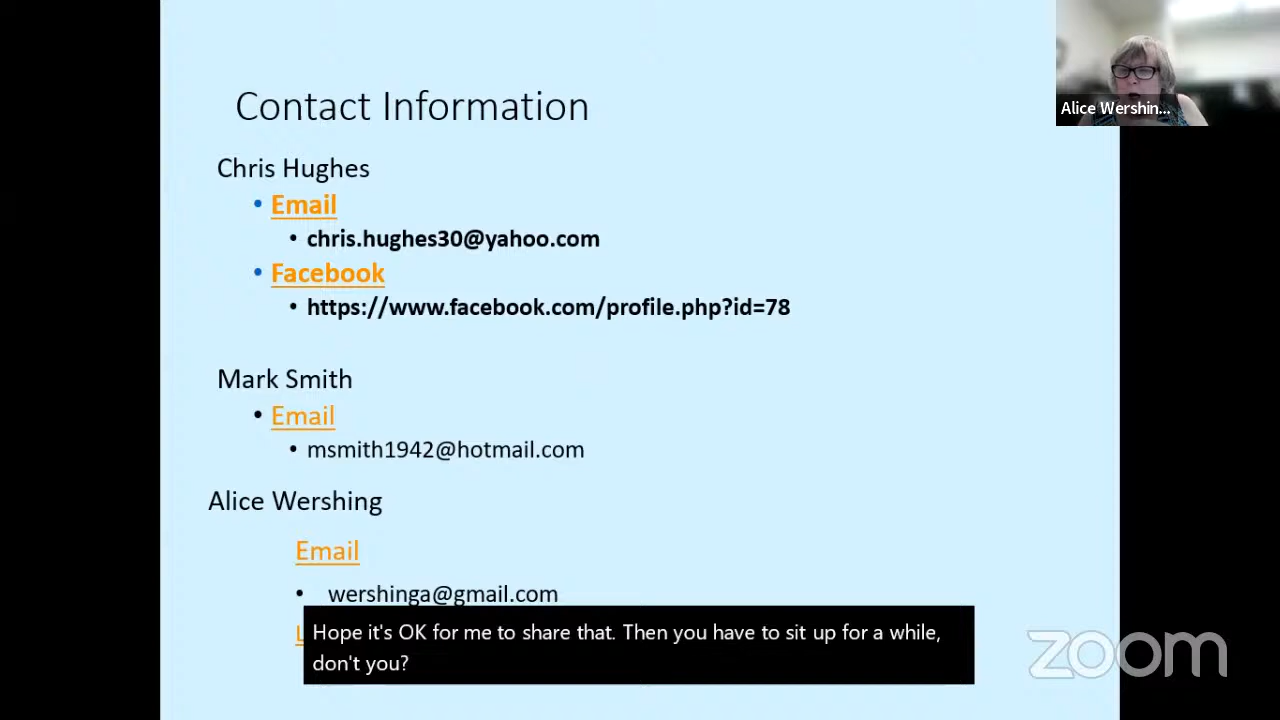 Contact Information
Alice Wershin...
Chris Hughes
• Email
• chris.hughes30@yahoo.com
• Facebook
• https://www.facebook.com/profile.php?id=78
Mark Smith
• Email
• msmith1942@hotmail.com
Alice Wershing
Email
• wershinga@gmail.com
Hope it's OK for me to share that. Then you have to sit up for a while,
don't you?
zoom